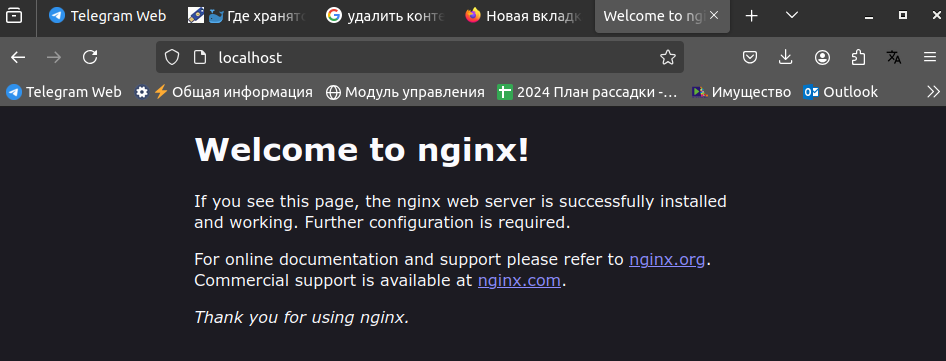 Telegram Web
Где хранят
удалить конте
Новая вкладк
Welcome to ng
localhost
Telegram Web
Общая информация
Модуль управления
2024 План рассадки -...
Имущество
Outlook
Welcome to nginx!
If you see this page, the nginx web server is successfully installed
and working. Further configuration is required.
For online documentation and support please refer to nginx.org.
Commercial support is available at nginx.com.
Thank you for using nginx.